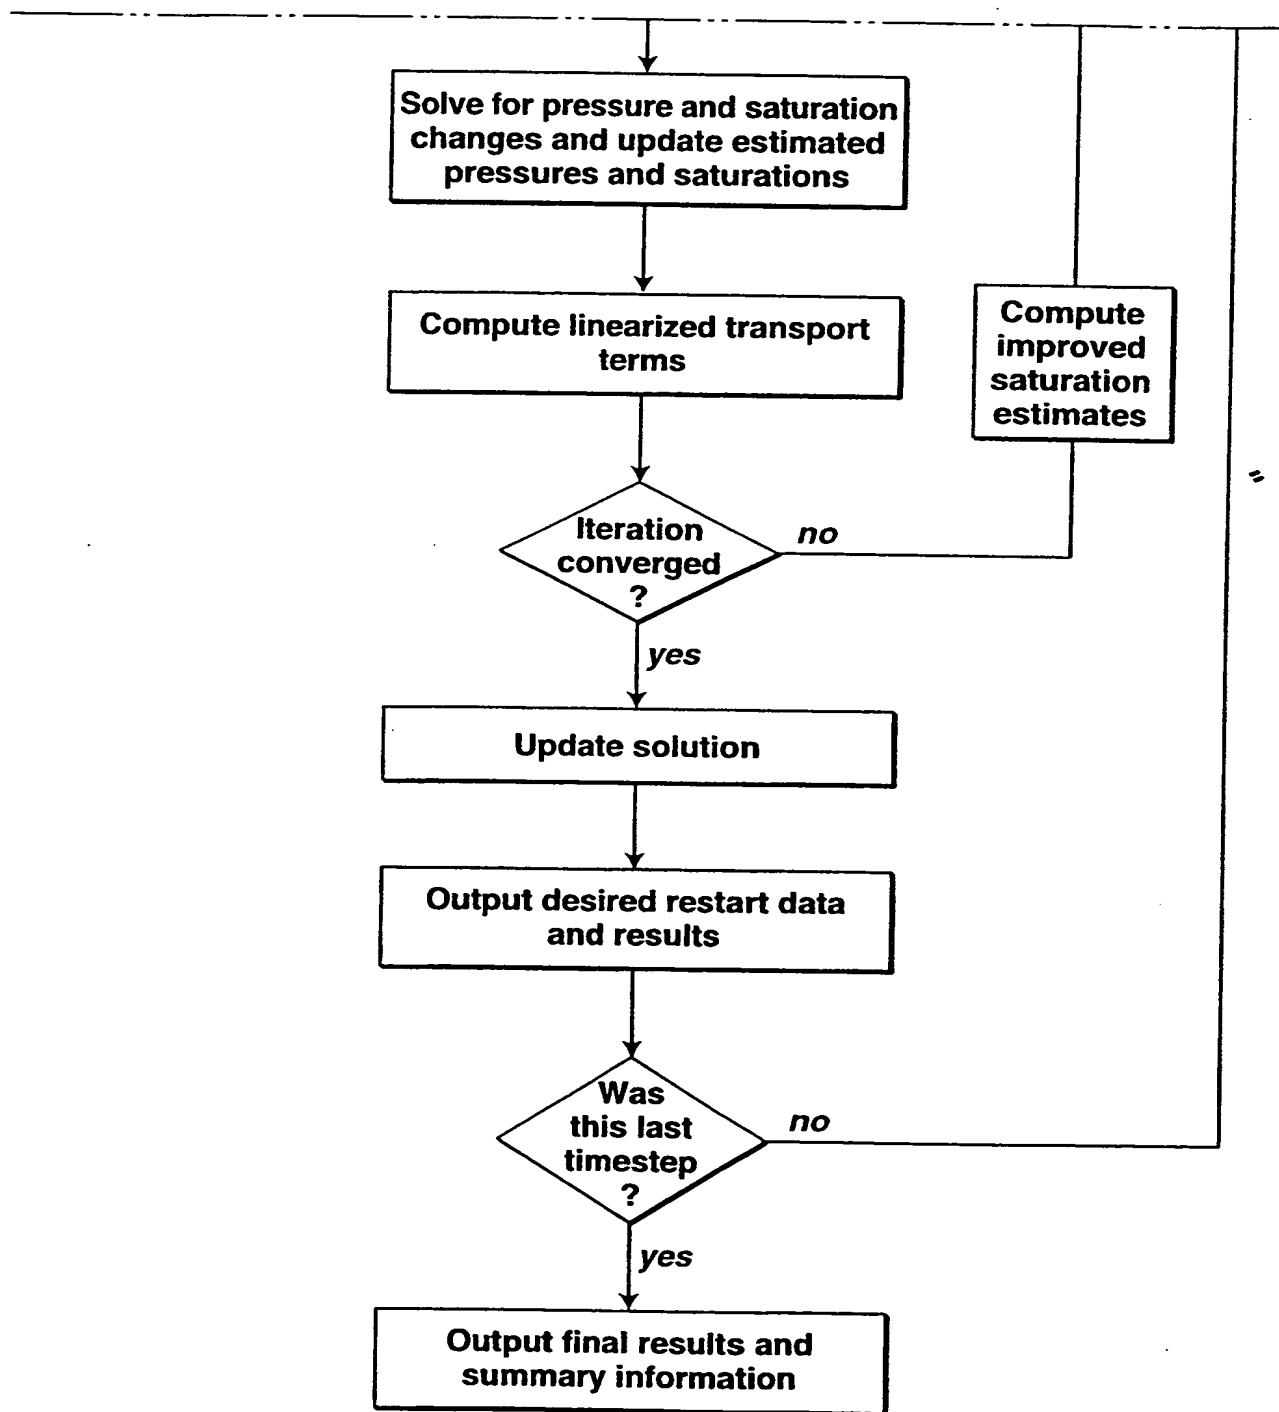 Solve for pressure and saturation
changes and update estimated
pressures and saturations
Compute linearized transport
terms
Compute
improved
saturation
estimates
Iteration
converged
?
no
yes
Update solution
Output desired restart data
and results
Was
this last
timestep
?
no
yes
Output final results and
summary information